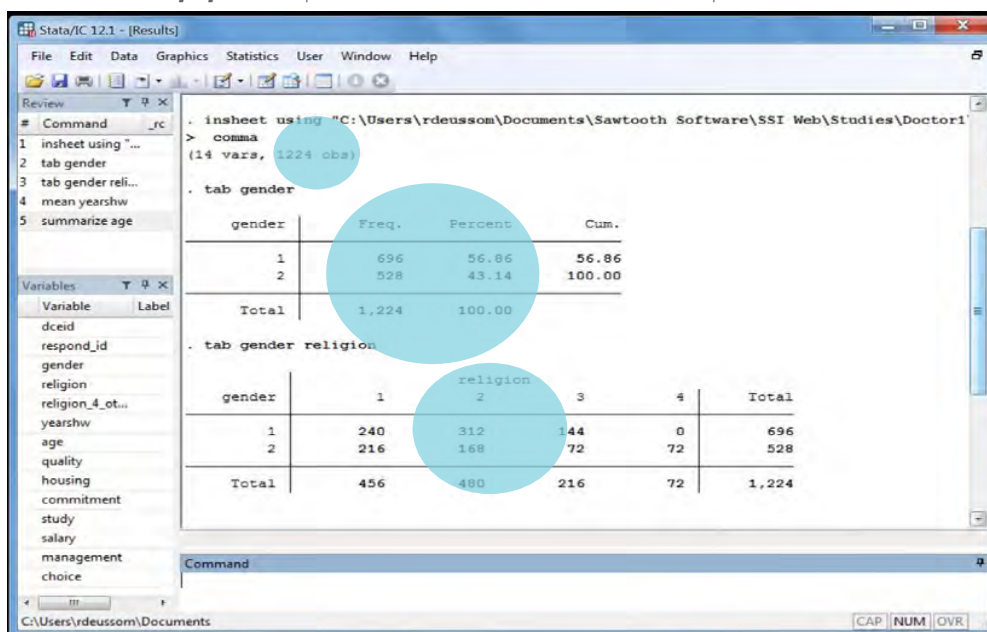 Stata/IC 12.1 - [Results]
File Edit Data Graphics Statistics User Window Help
Review
# Command _rc
1 insheet using "...
2 tab gender
3 tab gender reli...
4 mean yearshw
5 summarize age
Variables
Variable Label
dceid
respond_id
gender
religion
religion_4_ot...
yearshw
age
quality
housing
commitment
study
salary
management
choice
. insheet using "C:\Users\rdeussom\Documents\Sawtooth Software\SSI Web\Studies\Doctor1
> comma
(14 vars, 1224 obs)
. tab gender
gender Freq. Percent Cum.
1 696 56.86 56.86
2 528 43.14 100.00
Total 1,224 100.00
. tab gender religion
religion
gender 1 2 3 4 Total
1 240 312 144 0 696
2 216 168 72 72 528
Total 456 480 216 72 1,224
Command
C:\Users\rdeussom\Documents
CAP NUM OVR